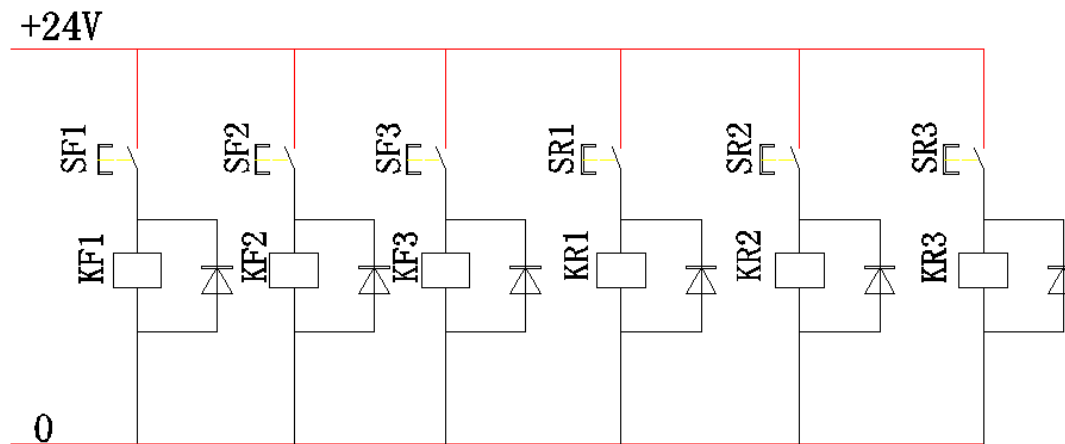 +24V
SF1
SF2
SF3
SR1
SR2
SR3
KF1
KF2
KF3
KR1
KR2
KR3
0